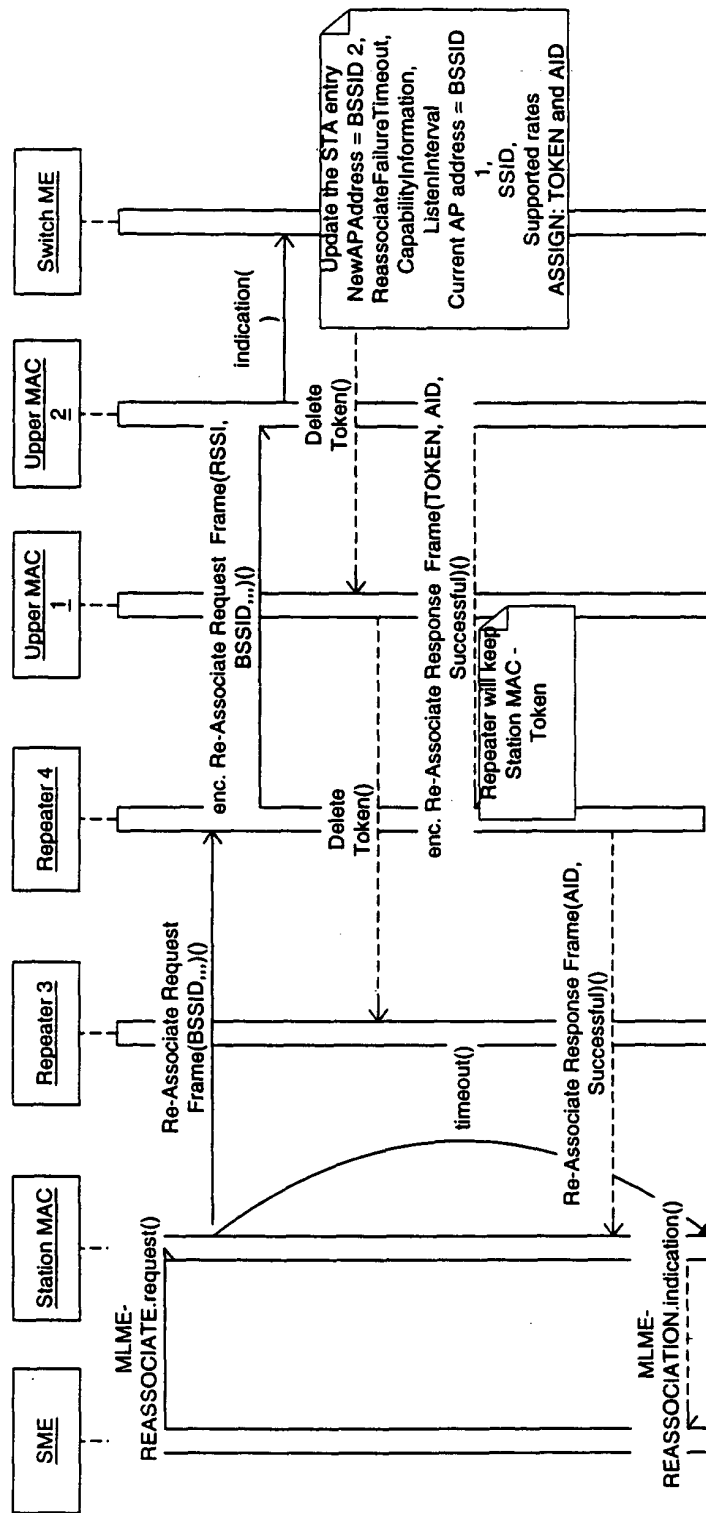 SME
Station MAC
Repeater 3
Repeater 4
Upper MAC
1
Upper MAC
2
Switch ME
MLME-
REASSOCIATE.request()
Re-Associate Request
Frame(BSSID,,,)()
enc. Re-Associate Request Frame(RSSI,
BSSID,,,)()
indication(
)
Update the STA entry
NewAPAddress = BSSID 2,
ReassociateFailureTimeout,
CapabilityInformation,
ListenInterval
Current AP address = BSSID
1,
SSID,
Supported rates
ASSIGN: TOKEN and AID
Delete
Token()
Delete
Token()
enc. Re-Associate Response Frame(TOKEN, AID,
Successful)()
Repeater will keep
Station MAC -
Token
timeout()
Re-Associate Response Frame(AID,
Successful)()
MLME-
REASSOCIATION.indication()